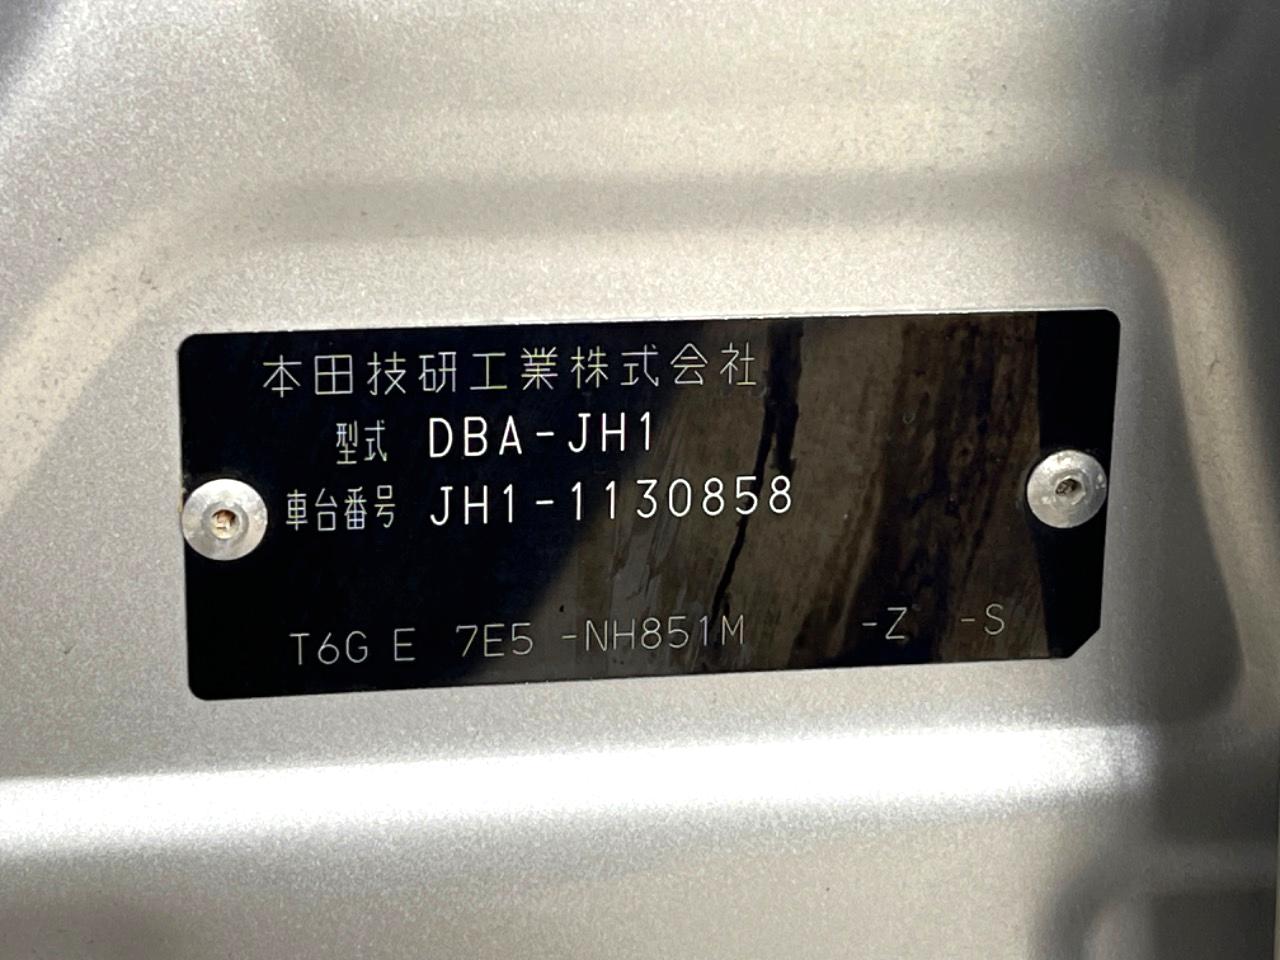 本田技研工業株式会社
型式 DBA-JH1
車台番号 JH1-1130858
T6G E 7E5 -NH851M -Z -S